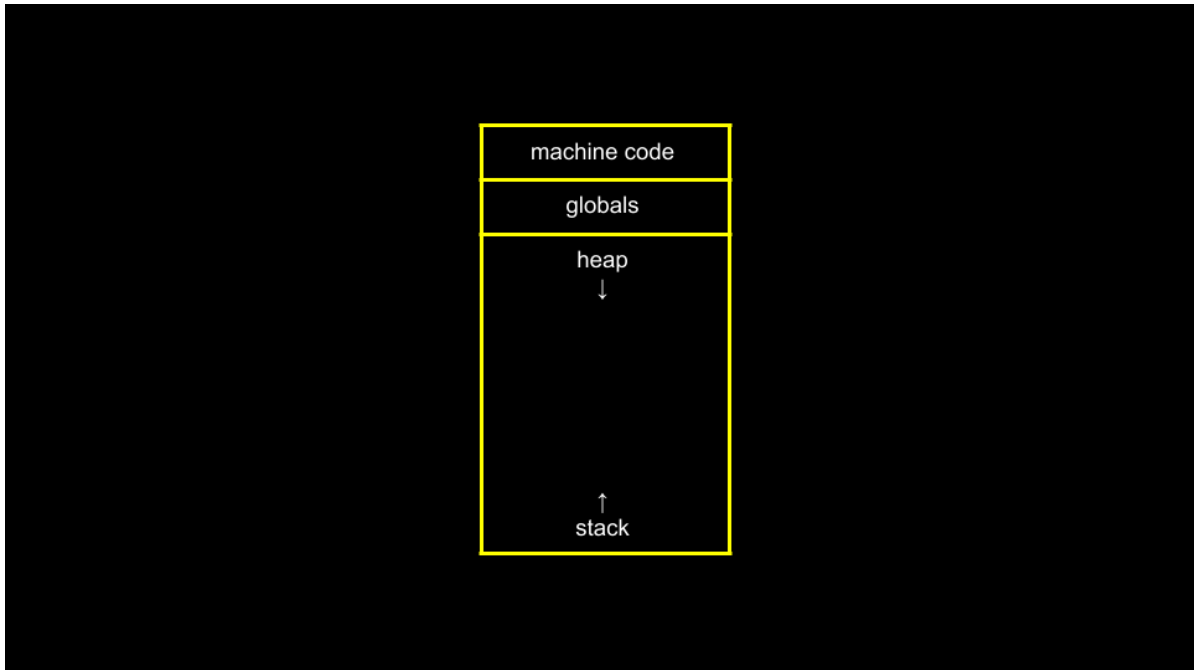 machine code
globals
heap
↓
↑
stack